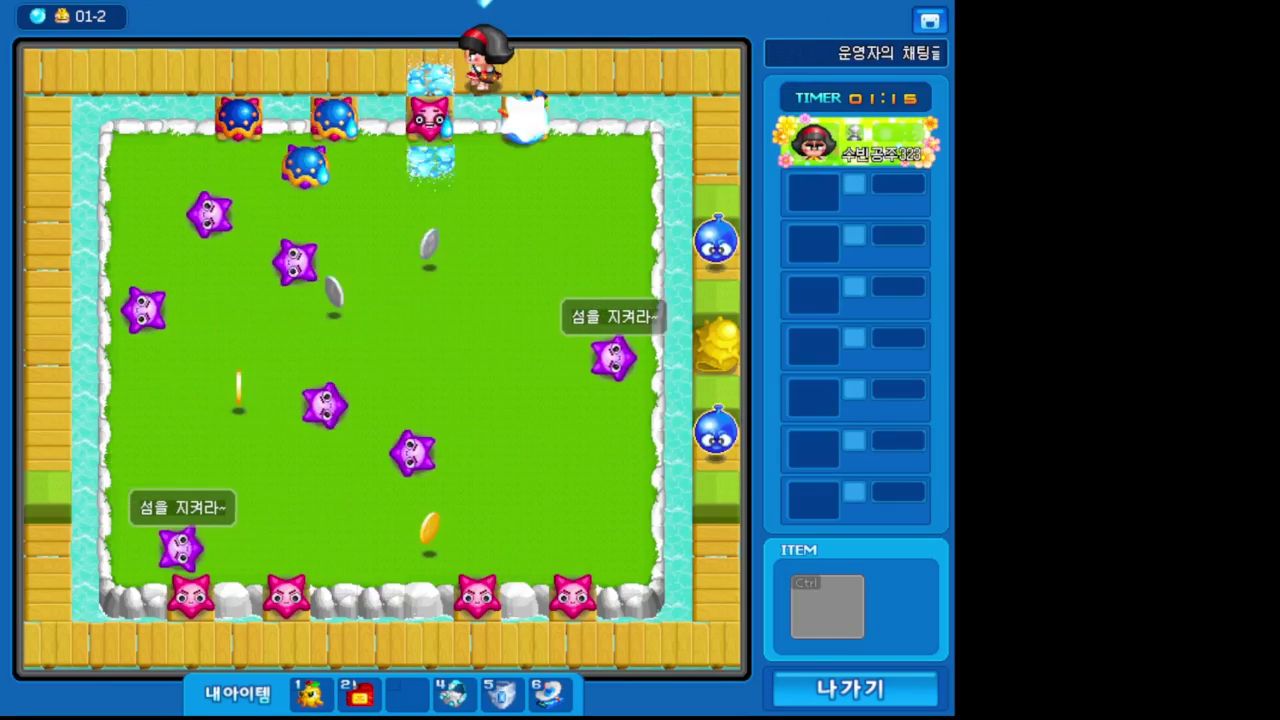 01-2
운영자의 채팅
TIMER 01:15
수빈공주023
섬을 지켜라~
섬을 지켜라~
ITEM
Ctrl
내아이템 1 2 4 5 6
나가기